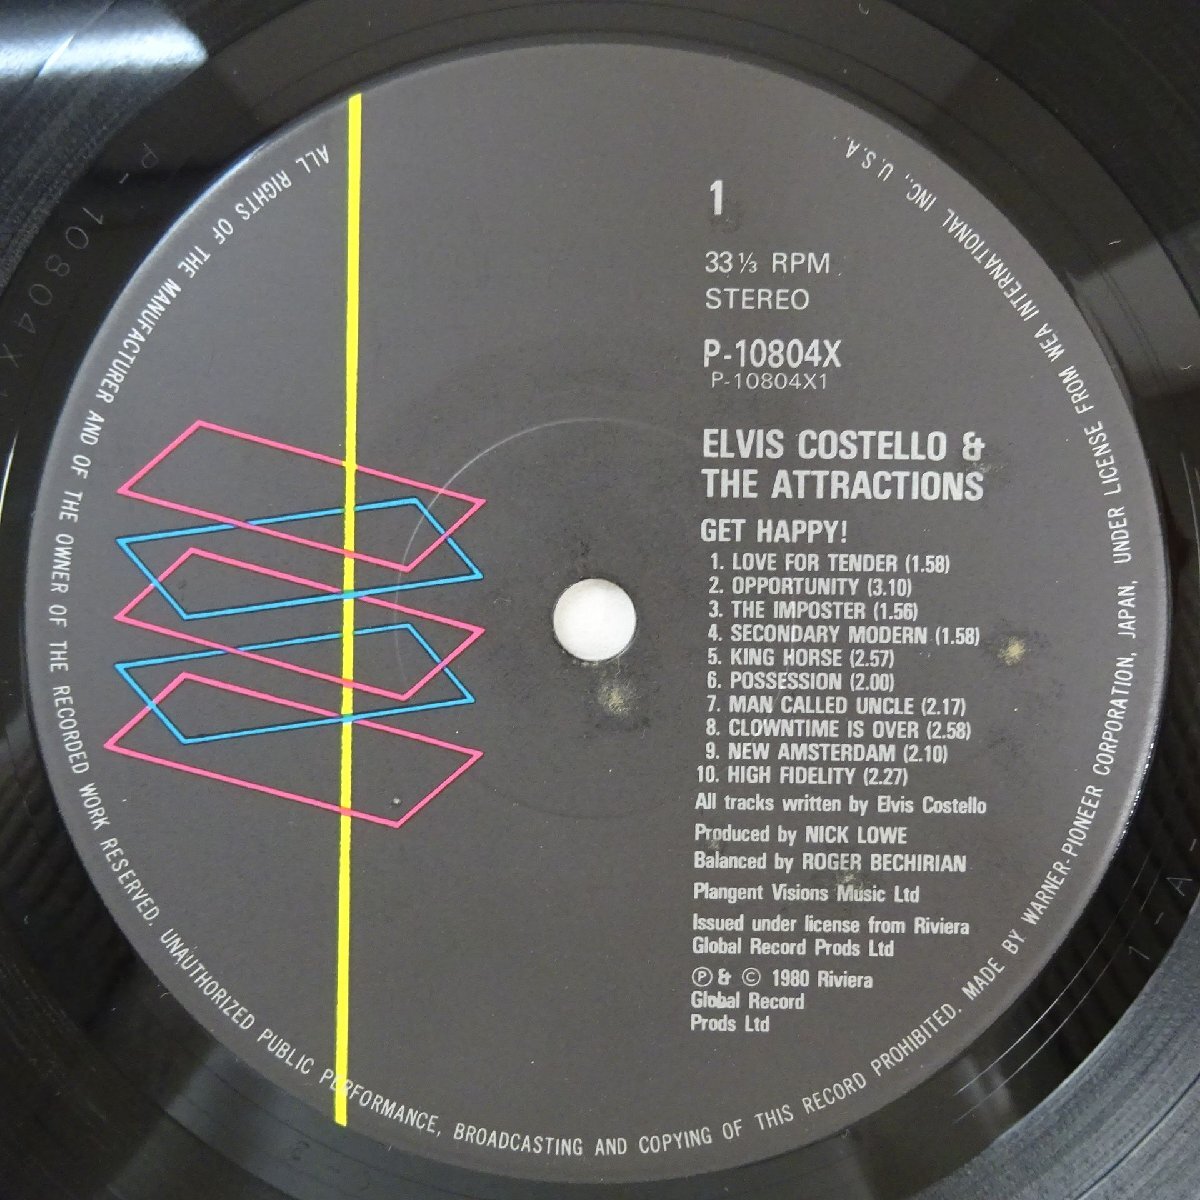 1
33⅓ RPM
STEREO
P-10804X
P-10804X1
ELVIS COSTELLO &
THE ATTRACTIONS
GET HAPPY!
1. LOVE FOR TENDER (1.58)
2. OPPORTUNITY (3.10)
3. THE IMPOSTER (1.56)
4. SECONDARY MODERN (1.58)
5. KING HORSE (2.57)
6. POSSESSION (2.00)
7. MAN CALLED UNCLE (2.17)
8. CLOWNTIME IS OVER (2.58)
9. NEW AMSTERDAM (2.10)
10. HIGH FIDELITY (2.27)
All tracks written by Elvis Costello
Produced by NICK LOWE
Balanced by ROGER BECHIRIAN
Plangent Visions Music Ltd
Issued under license from Riviera
Global Record Prods Ltd
Ⓟ & © 1980 Riviera
Global Record
Prods Ltd
ALL RIGHTS OF THE MANUFACTURER AND OF THE OWNER OF THE RECORDED WORK RESERVED. UNAUTHORIZED PUBLIC PERFORMANCE, BROADCASTING AND COPYING OF THIS RECORD PROHIBITED. MADE BY WARNER-PIONEER CORPORATION, JAPAN, UNDER LICENSE FROM WEA INTERNATIONAL INC., U.S.A.
P-10804X1
1-A-